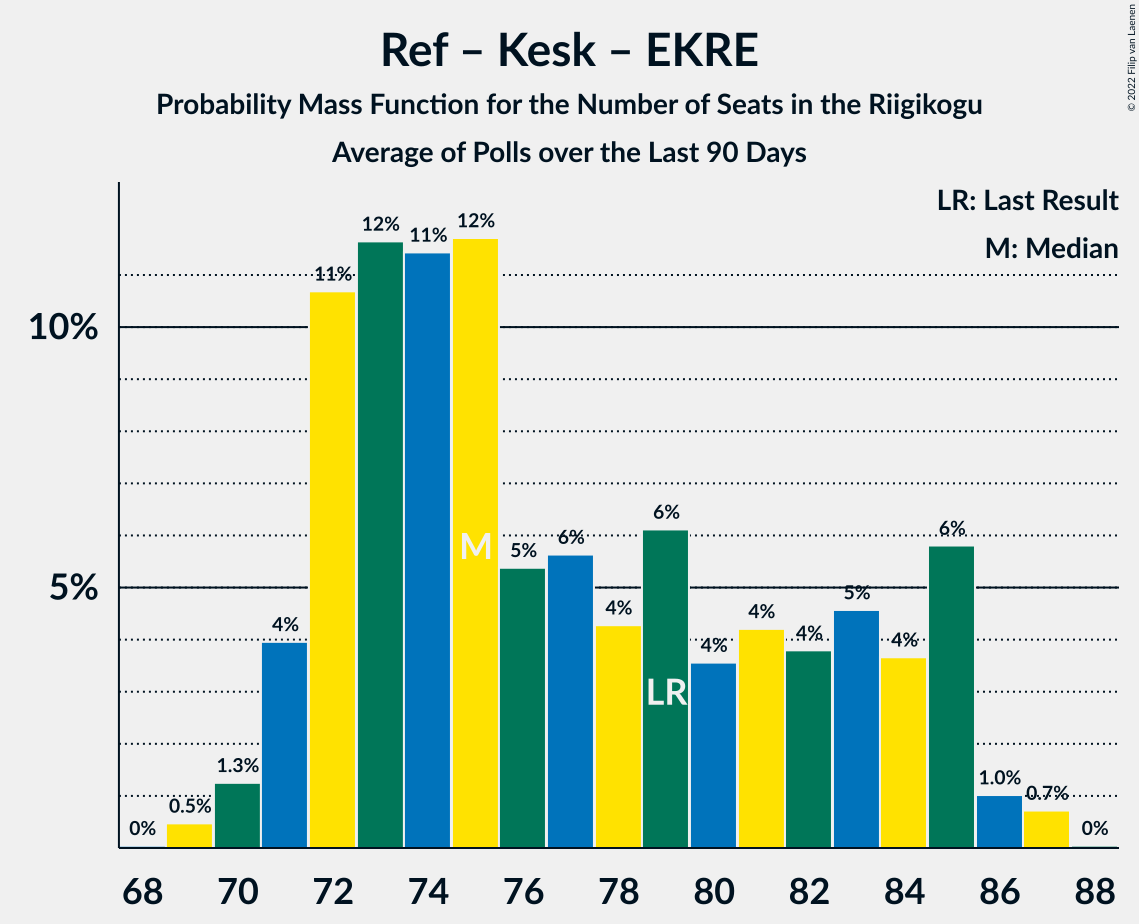 Ref – Kesk – EKRE
Probability Mass Function for the Number of Seats in the Riigikogu
Average of Polls over the Last 90 Days
© 2022 Filip van Laenen
LR: Last Result
M: Median
10%
5%
0%
0.5%
1.3%
4%
11%
12%
11%
12%
5%
6%
4%
6%
4%
4%
4%
5%
4%
6%
1.0%
0.7%
0%
M
LR
68 70 72 74 76 78 80 82 84 86 88